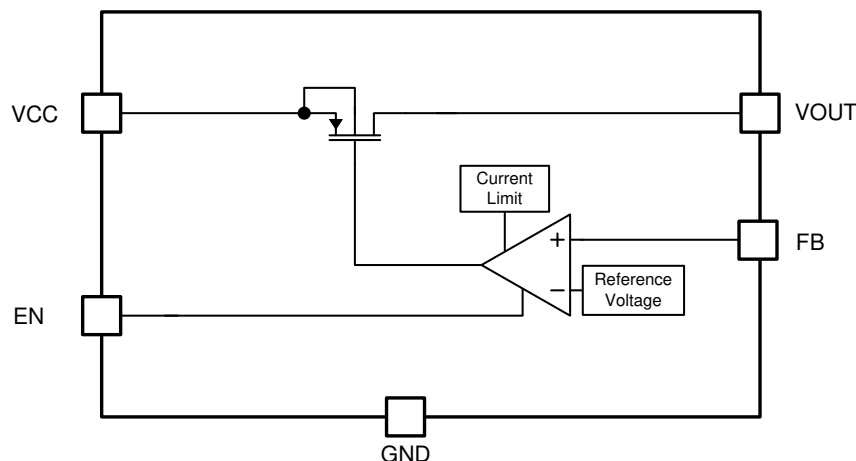 VCC
VOUT
Current
Limit
+
FB
−
Reference
Voltage
EN
GND